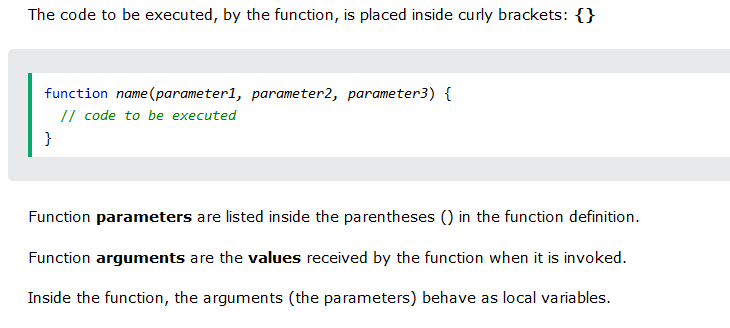 The code to be executed, by the function, is placed inside curly brackets: {}
function name(parameter1, parameter2, parameter3) {
// code to be executed
}
Function parameters are listed inside the parentheses () in the function definition.
Function arguments are the values received by the function when it is invoked.
Inside the function, the arguments (the parameters) behave as local variables.